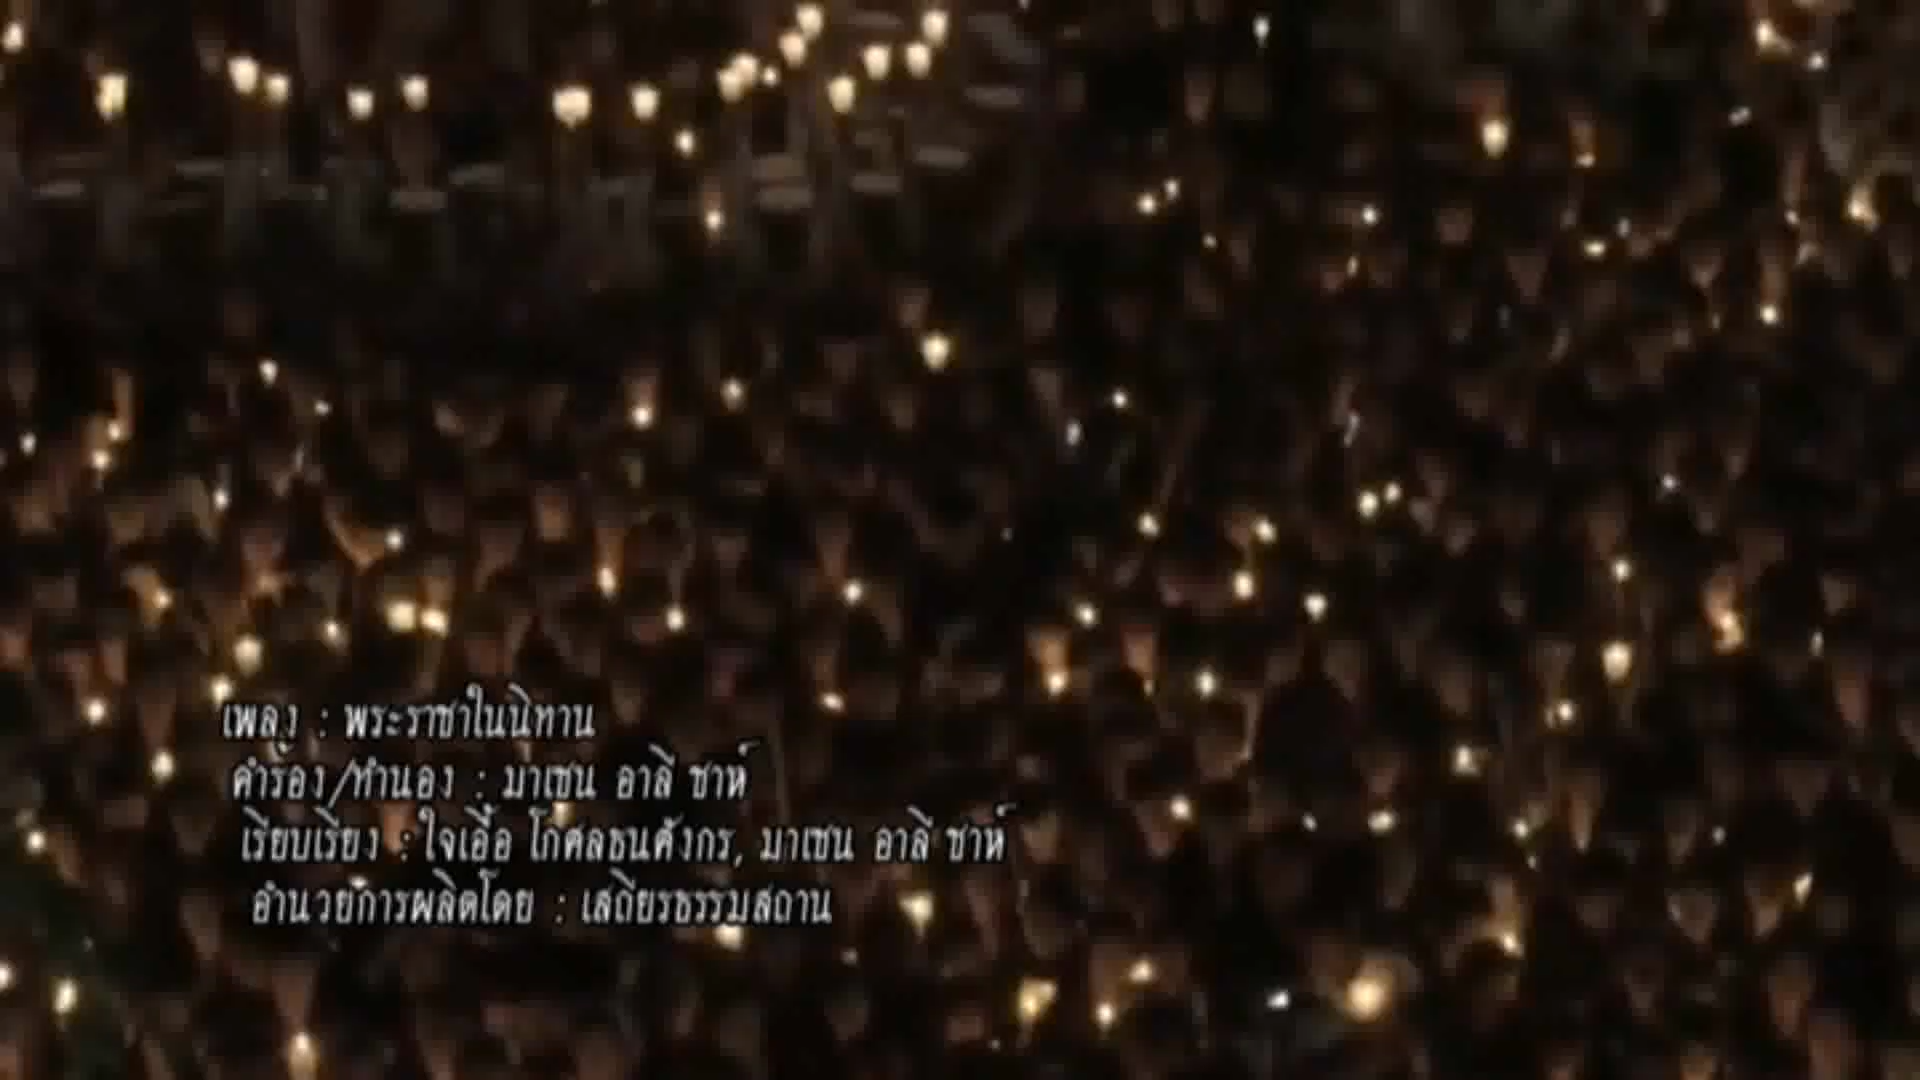 เพลง : พระราชาในนิทาน
คำร้อง/ทำนอง : มาเซน อาลี ซาห์
เรียบเรียง : ใจเอื้อ โกศลธนศังกร, มาเซน อาลี ซาห์
อำนวยการผลิตโดย : เสถียรธรรมสถาน